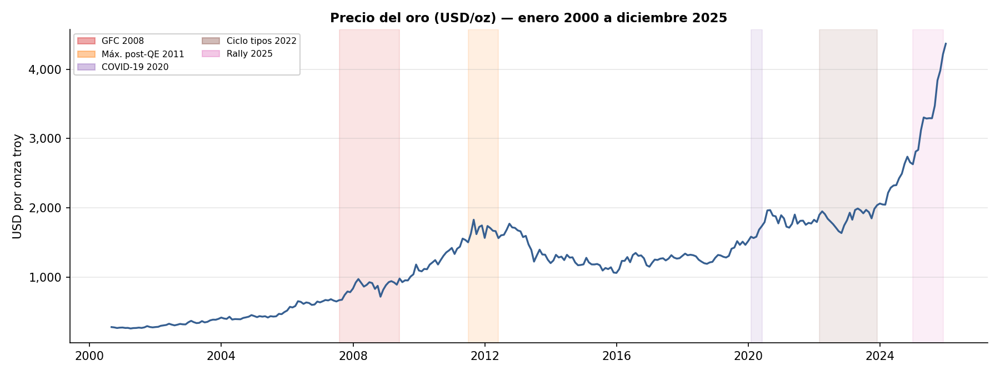 Precio del oro (USD/oz) — enero 2000 a diciembre 2025
GFC 2008
Máx. post-QE 2011
COVID-19 2020
Ciclo tipos 2022
Rally 2025
USD por onza troy
4,000
3,000
2,000
1,000
2000 2004 2008 2012 2016 2020 2024